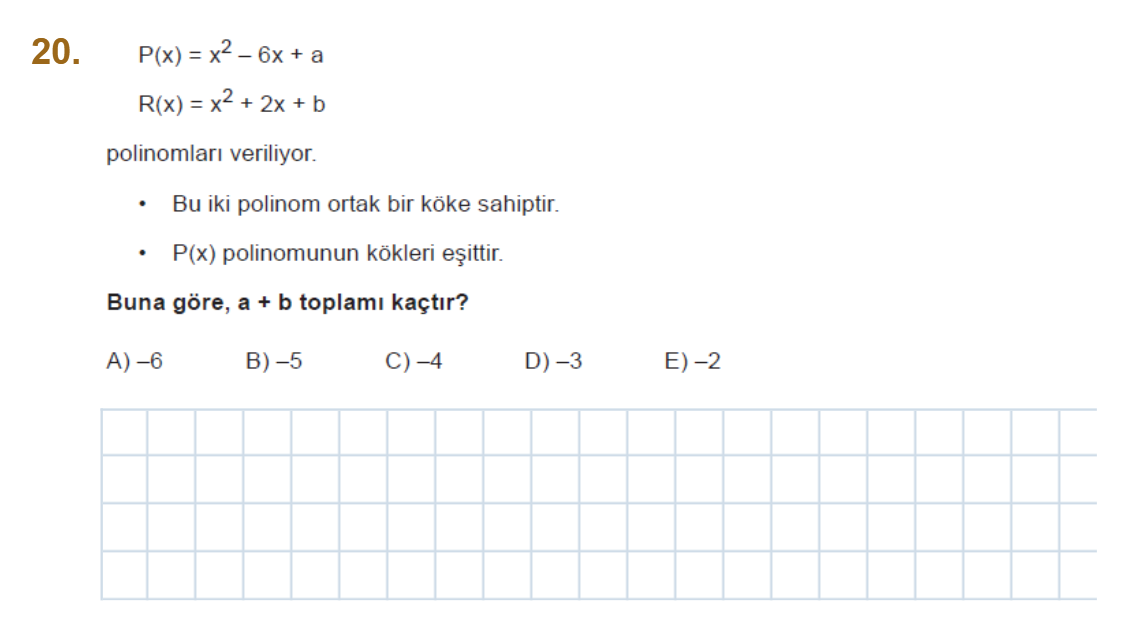 20.
P(x) = x² – 6x + a
R(x) = x² + 2x + b
polinomları veriliyor.
• Bu iki polinom ortak bir köke sahiptir.
• P(x) polinomunun kökleri eşittir.
Buna göre, a + b toplamı kaçtır?
A) –6 B) –5 C) –4 D) –3 E) –2